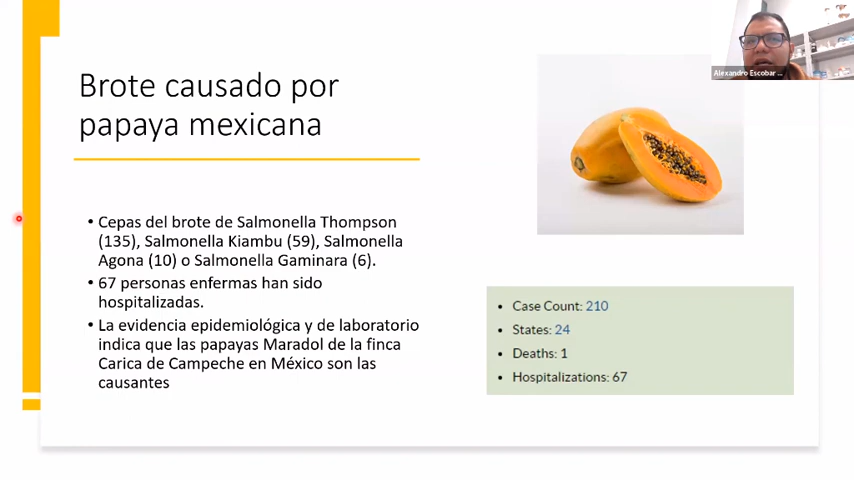 Brote causado por
papaya mexicana
• Cepas del brote de Salmonella Thompson
(135), Salmonella Kiambu (59), Salmonella
Agona (10) o Salmonella Gaminara (6).
• 67 personas enfermas han sido
hospitalizadas.
• La evidencia epidemiológica y de laboratorio
indica que las papayas Maradol de la finca
Carica de Campeche en México son las
causantes
Alexandro Escobar ...
• Case Count: 210
• States: 24
• Deaths: 1
• Hospitalizations: 67